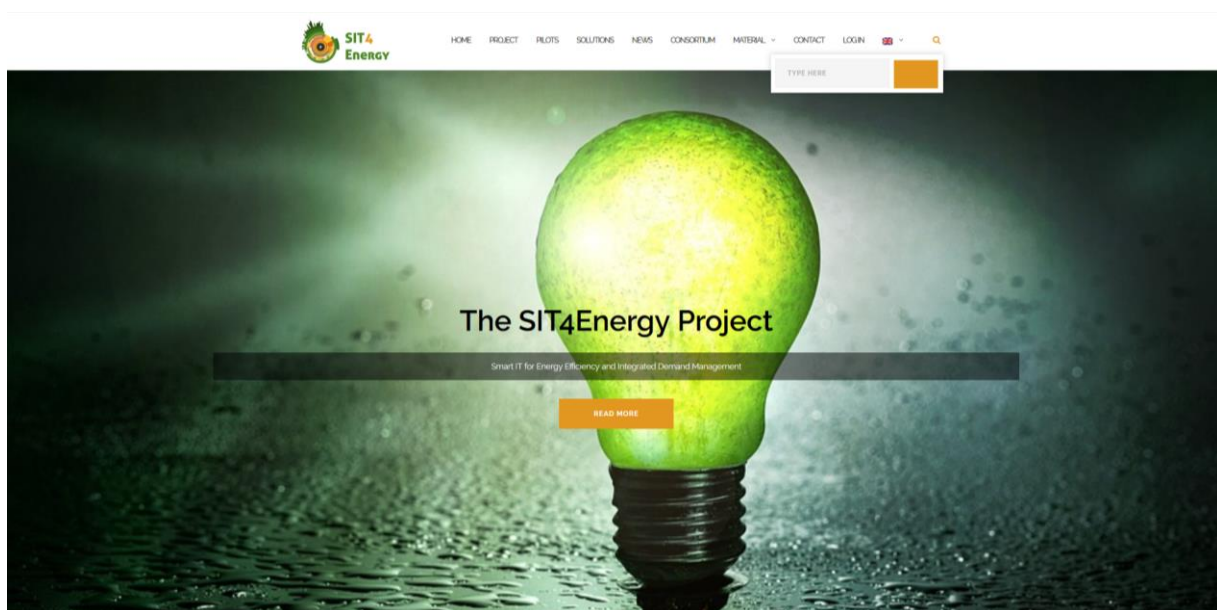 SIT4
Energy
HOME PROJECT PILOTS SOLUTIONS NEWS CONSORTIUM MATERIAL CONTACT LOGIN
TYPE HERE
The SIT4Energy Project
Smart IT for Energy Efficiency and Integrated Demand Management
READ MORE